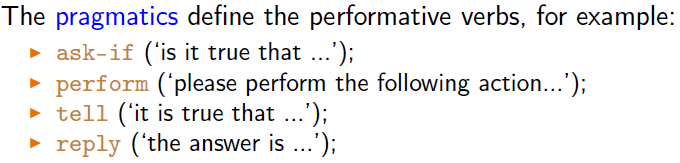 The pragmatics define the performative verbs, for example:
▶ ask-if (‘is it true that ...’);
▶ perform (‘please perform the following action...’);
▶ tell (‘it is true that ...’);
▶ reply (‘the answer is ...’);